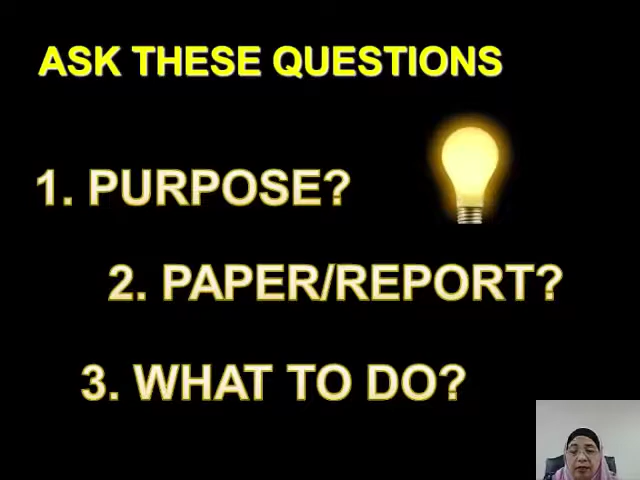 ASK THESE QUESTIONS
1. PURPOSE?
2. PAPER/REPORT?
3. WHAT TO DO?